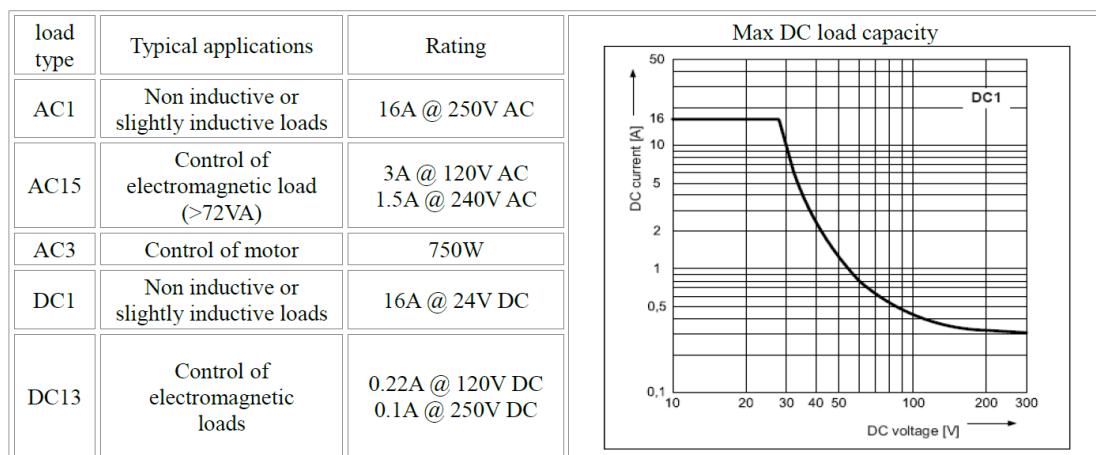 load
type
Typical applications
Rating
AC1
Non inductive or
slightly inductive loads
16A @ 250V AC
AC15
Control of
electromagnetic load
(>72VA)
3A @ 120V AC
1.5A @ 240V AC
AC3
Control of motor
750W
DC1
Non inductive or
slightly inductive loads
16A @ 24V DC
DC13
Control of
electromagnetic
loads
0.22A @ 120V DC
0.1A @ 250V DC
Max DC load capacity
DC1
DC current [A]
50
16
10
5
2
1
0,5
0,1
10 20 30 40 50 100 200 300
DC voltage [V]